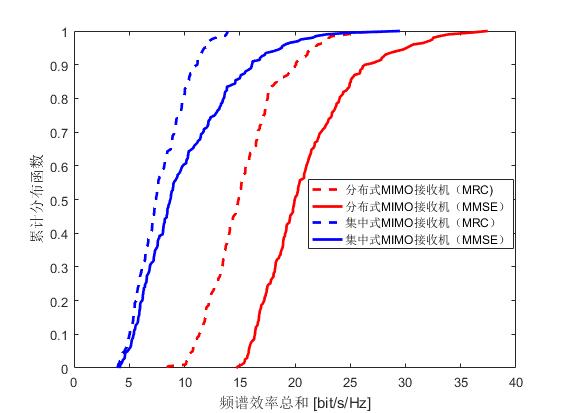 1
0.9
0.8
0.7
0.6
0.5
0.4
0.3
0.2
0.1
0
累计分布函数
分布式MIMO接收机（MRC)
分布式MIMO接收机（MMSE）
集中式MIMO接收机（MRC）
集中式MIMO接收机（MMSE）
0 5 10 15 20 25 30 35 40
频谱效率总和 [bit/s/Hz]